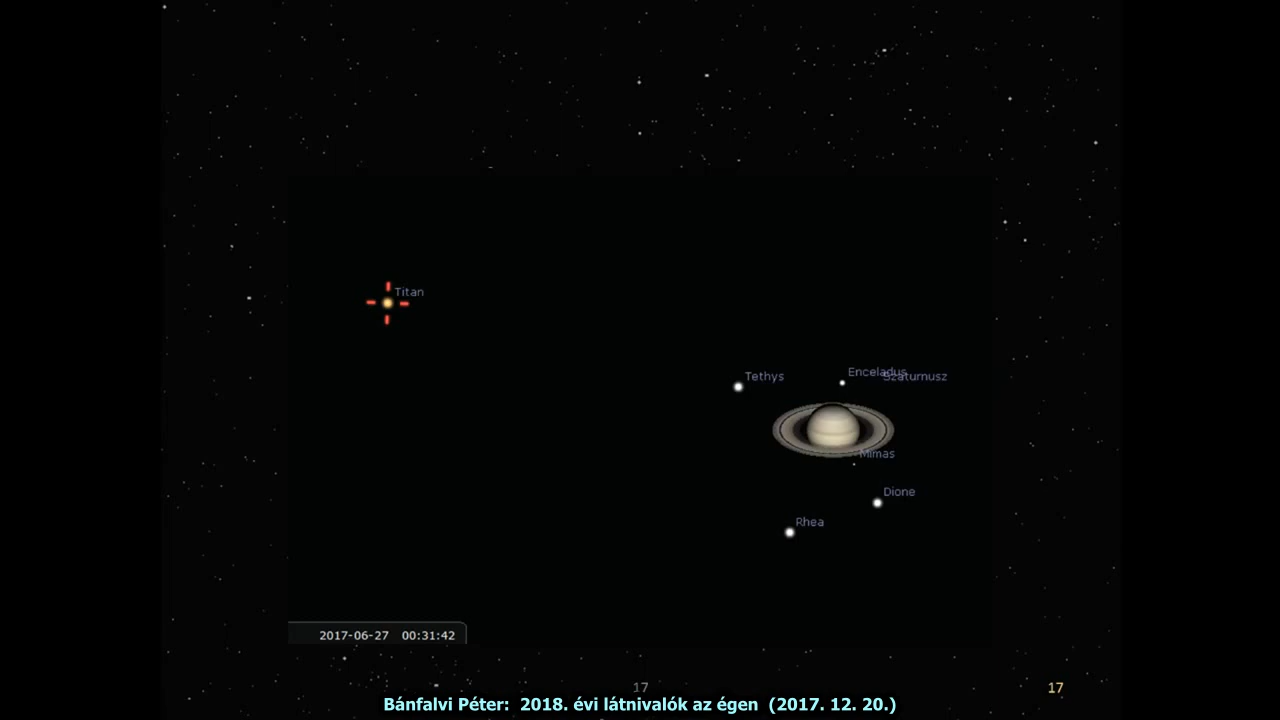 Titan
Enceladus
Tethys
Szaturnusz
Mimas
Dione
Rhea
2017-06-27 00:31:42
17
17
Bánfalvi Péter: 2018. évi látnivalók az égen (2017. 12. 20.)